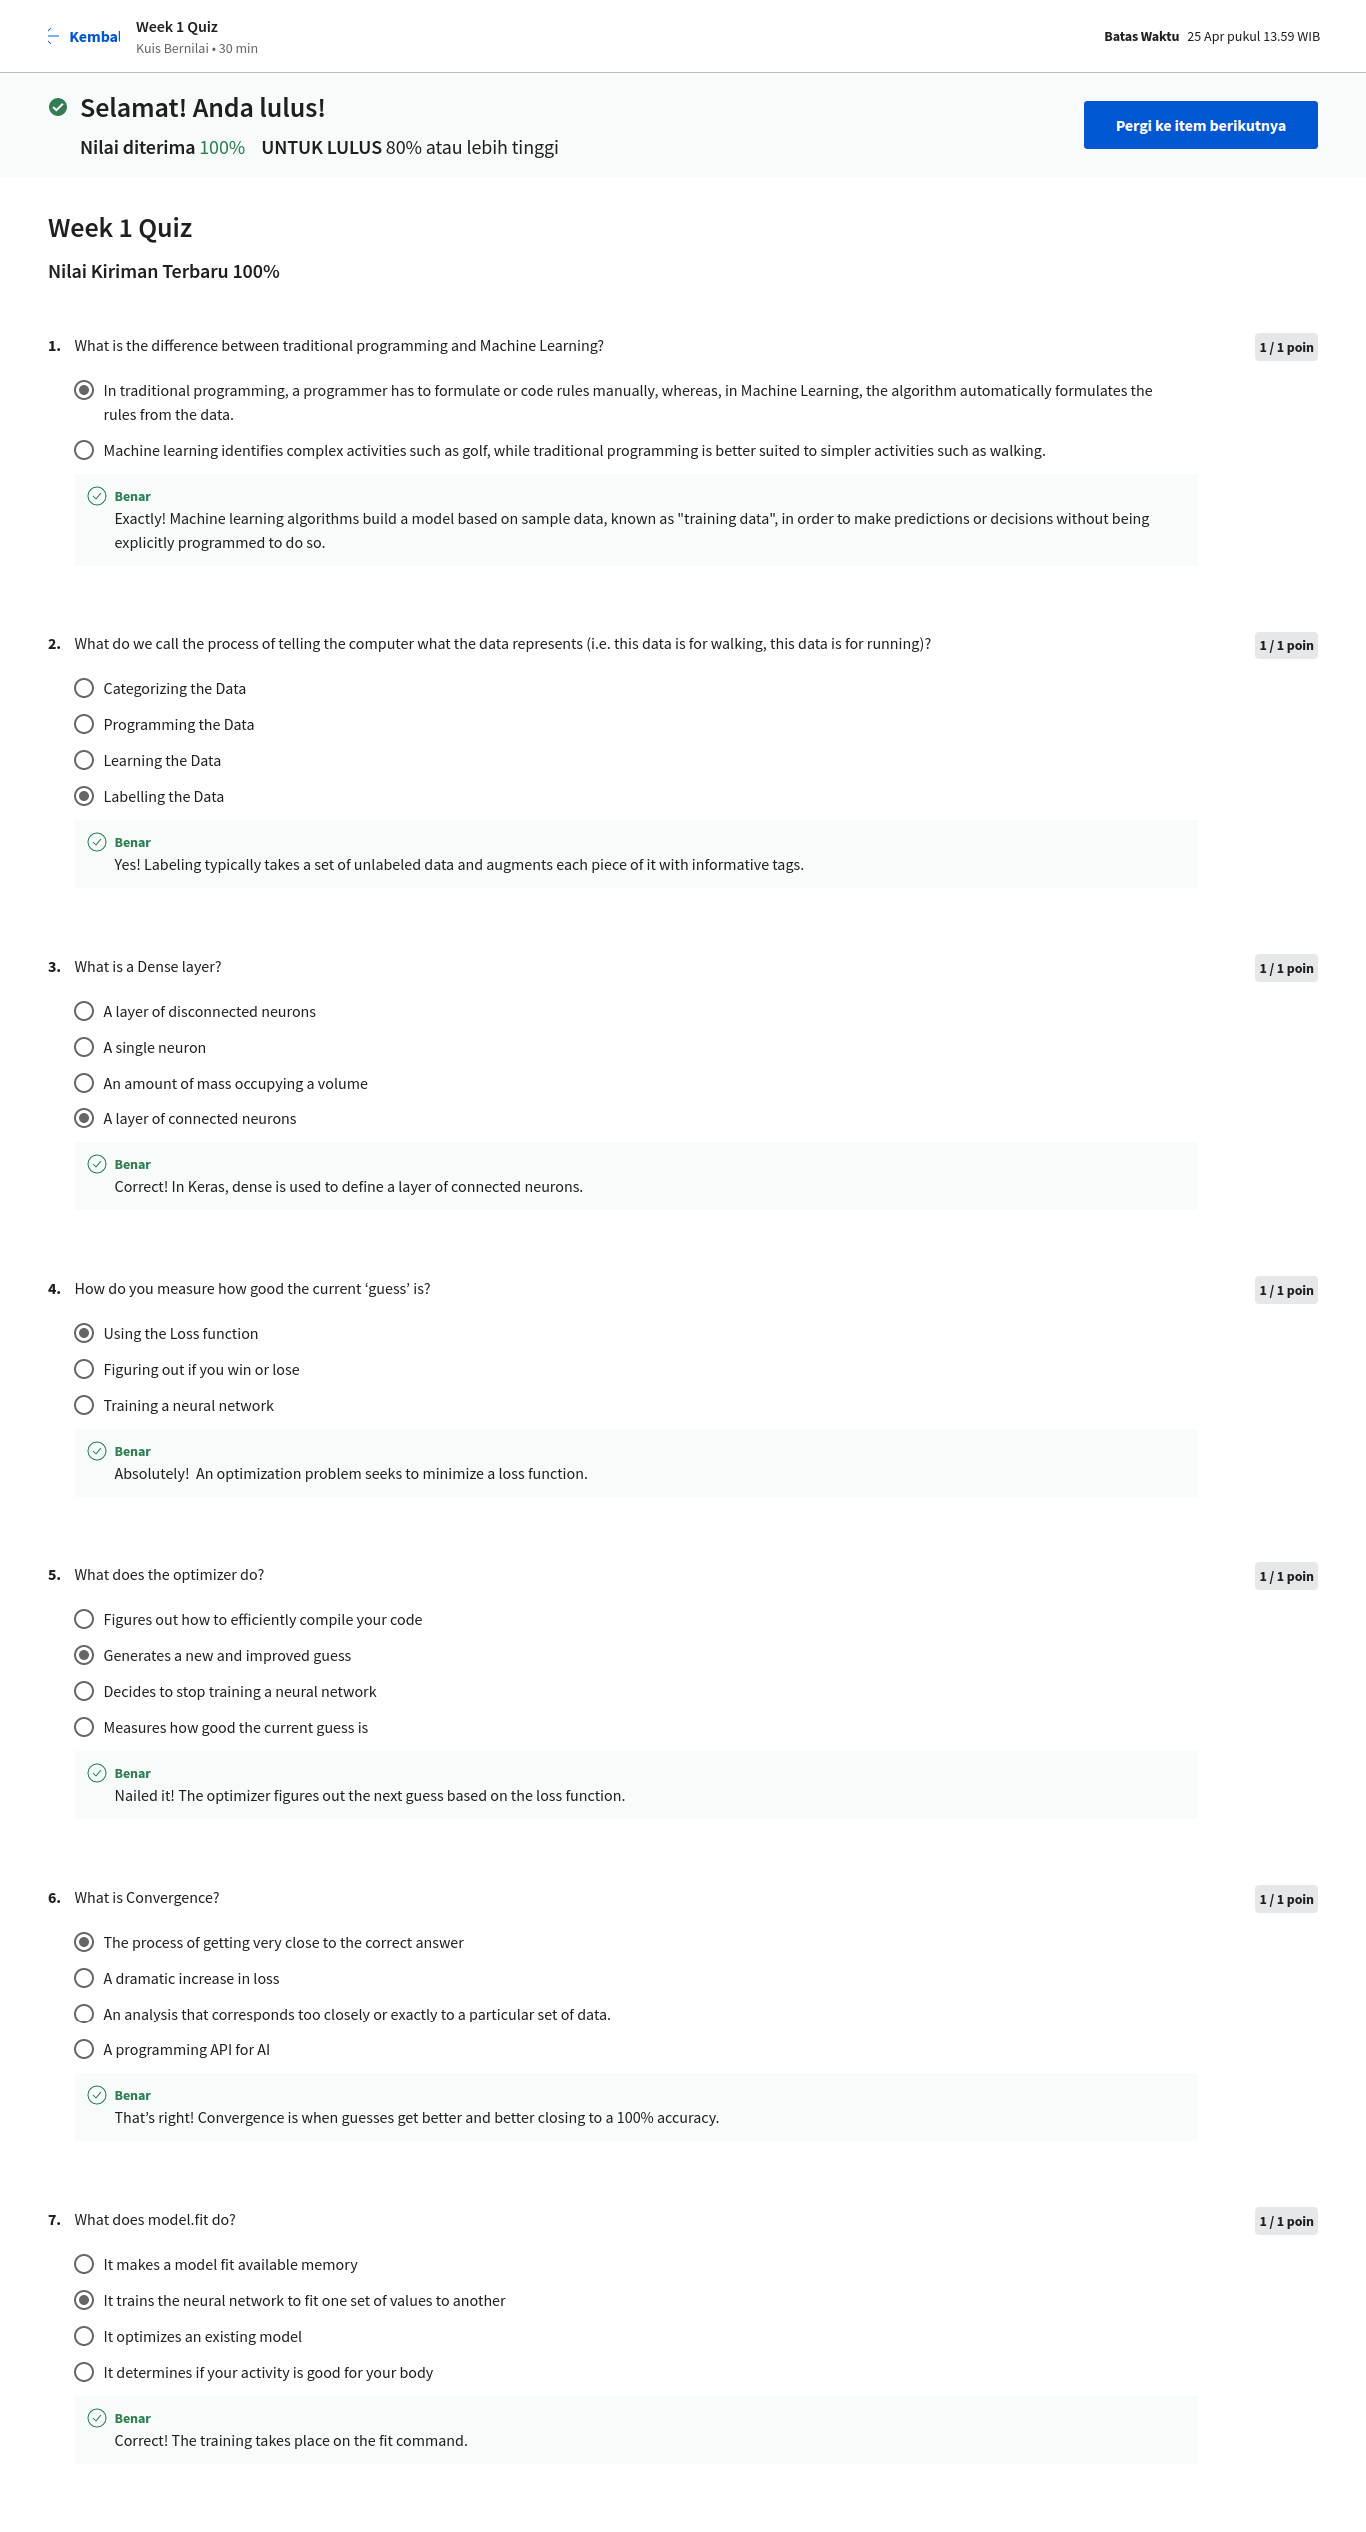 Kembal
Week 1 Quiz
Kuis Bernilai • 30 min
Batas Waktu 25 Apr pukul 13.59 WIB
Selamat! Anda lulus!
Nilai diterima 100% UNTUK LULUS 80% atau lebih tinggi
Pergi ke item berikutnya
Week 1 Quiz
Nilai Kiriman Terbaru 100%
1. What is the difference between traditional programming and Machine Learning?
1 / 1 poin
In traditional programming, a programmer has to formulate or code rules manually, whereas, in Machine Learning, the algorithm automatically formulates the
rules from the data.
Machine learning identifies complex activities such as golf, while traditional programming is better suited to simpler activities such as walking.
Benar
Exactly! Machine learning algorithms build a model based on sample data, known as "training data", in order to make predictions or decisions without being
explicitly programmed to do so.
2. What do we call the process of telling the computer what the data represents (i.e. this data is for walking, this data is for running)?
1 / 1 poin
Categorizing the Data
Programming the Data
Learning the Data
Labelling the Data
Benar
Yes! Labeling typically takes a set of unlabeled data and augments each piece of it with informative tags.
3. What is a Dense layer?
1 / 1 poin
A layer of disconnected neurons
A single neuron
An amount of mass occupying a volume
A layer of connected neurons
Benar
Correct! In Keras, dense is used to define a layer of connected neurons.
4. How do you measure how good the current ‘guess’ is?
1 / 1 poin
Using the Loss function
Figuring out if you win or lose
Training a neural network
Benar
Absolutely!  An optimization problem seeks to minimize a loss function.
5. What does the optimizer do?
1 / 1 poin
Figures out how to efficiently compile your code
Generates a new and improved guess
Decides to stop training a neural network
Measures how good the current guess is
Benar
Nailed it! The optimizer figures out the next guess based on the loss function.
6. What is Convergence?
1 / 1 poin
The process of getting very close to the correct answer
A dramatic increase in loss
An analysis that corresponds too closely or exactly to a particular set of data.
A programming API for AI
Benar
That’s right! Convergence is when guesses get better and better closing to a 100% accuracy.
7. What does model.fit do?
1 / 1 poin
It makes a model fit available memory
It trains the neural network to fit one set of values to another
It optimizes an existing model
It determines if your activity is good for your body
Benar
Correct! The training takes place on the fit command.